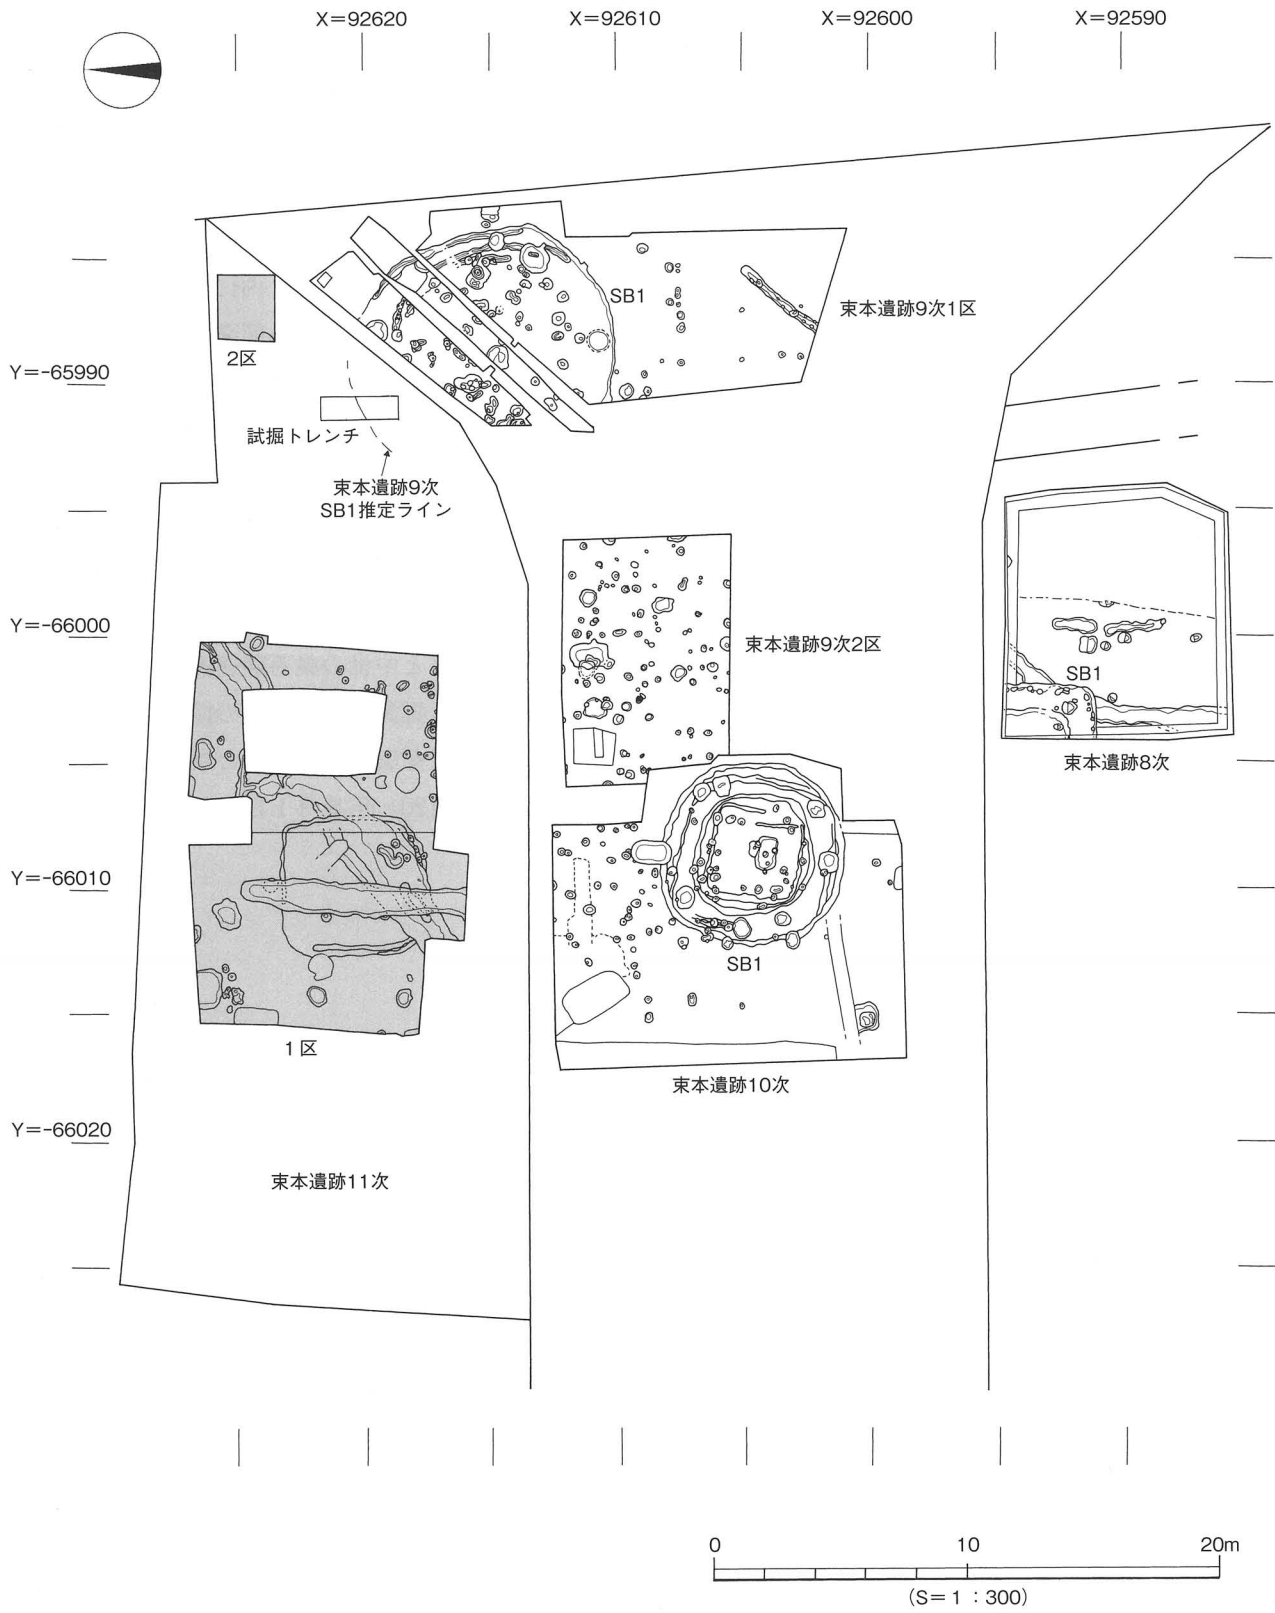 X=92620
X=92610
X=92600
X=92590
SB1
束本遺跡9次1区
2区
Y=-65990
試掘トレンチ
束本遺跡9次
SB1推定ライン
Y=-66000
束本遺跡9次2区
SB1
束本遺跡8次
Y=-66010
SB1
1区
束本遺跡10次
Y=-66020
束本遺跡11次
0 10 20m
(S=1:300)